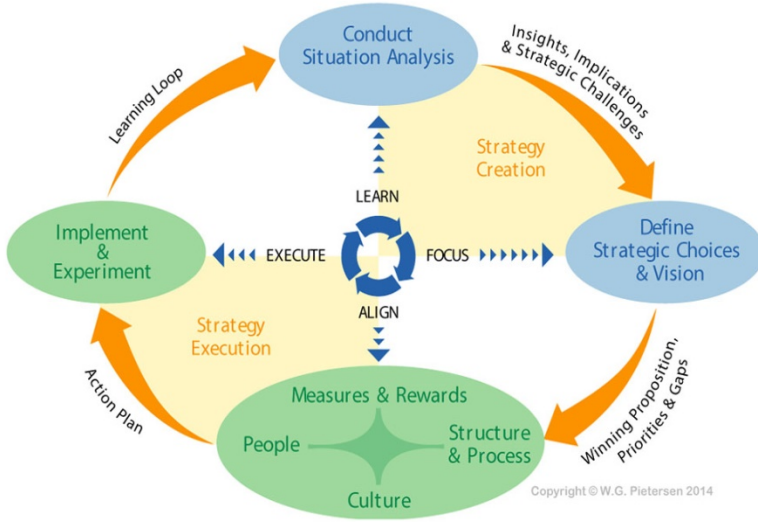 Conduct
Situation Analysis
Insights, Implications
& Strategic Challenges
Learning Loop
Strategy
Creation
LEARN
Implement
&
Experiment
EXECUTE
FOCUS
Define
Strategic Choices
& Vision
ALIGN
Strategy
Execution
Action Plan
Winning Proposition,
Priorities & Gaps
Measures & Rewards
People
Structure
& Process
Culture
Copyright © W.G. Pietersen 2014